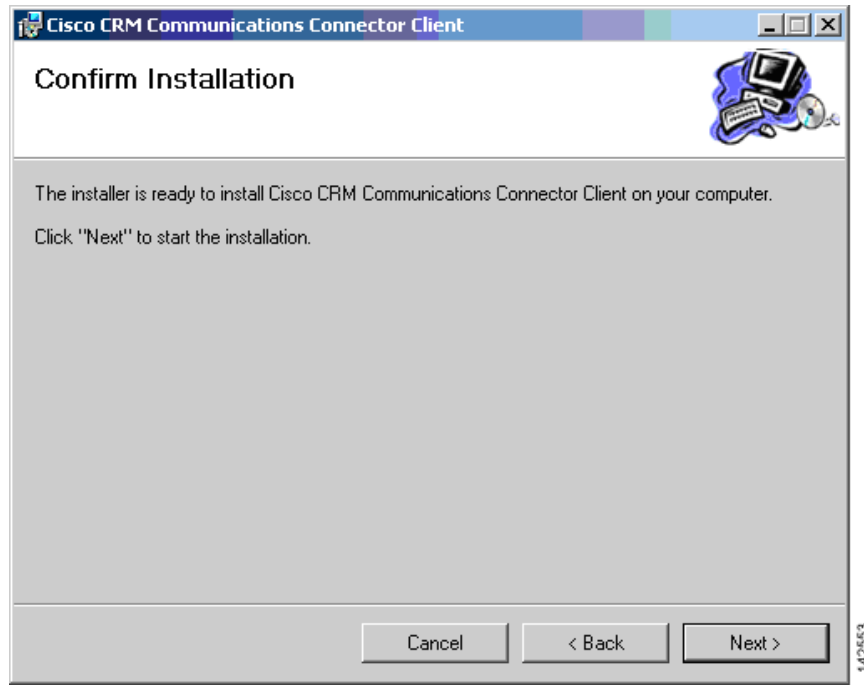 Cisco CRM Communications Connector Client
Confirm Installation
The installer is ready to install Cisco CRM Communications Connector Client on your computer.
Click "Next" to start the installation.
Cancel
< Back
Next >
142553